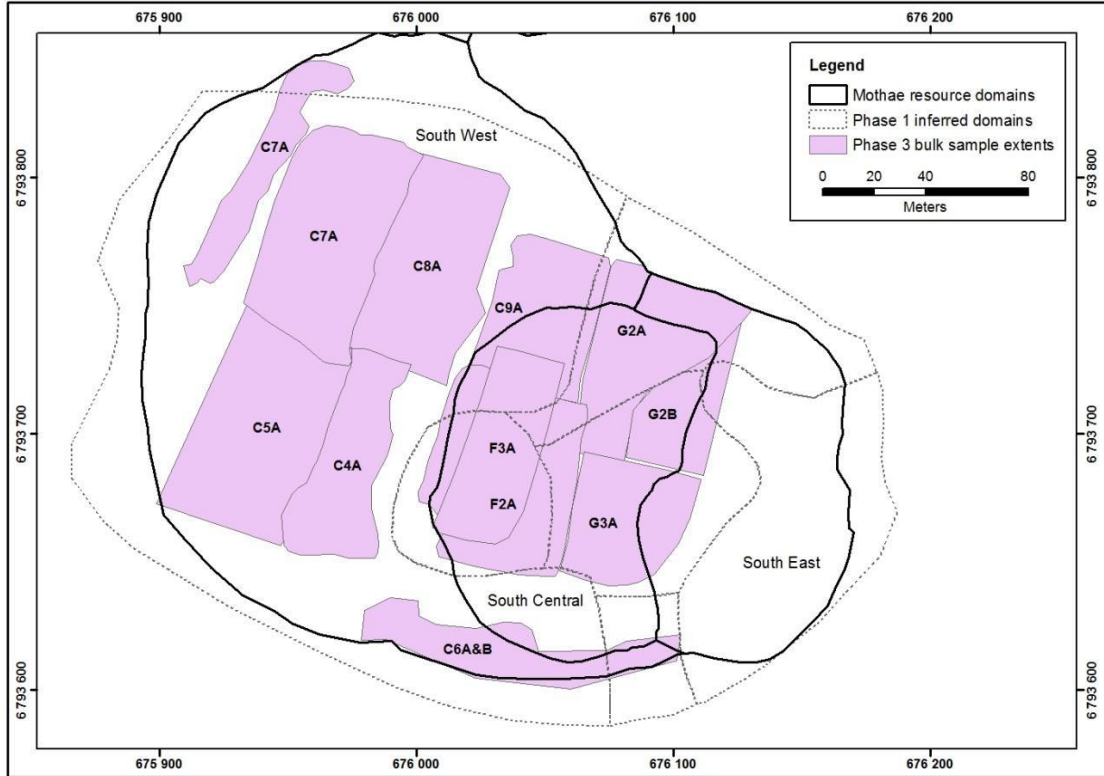 675 900
676 000
676 100
676 200
Legend
Mothae resource domains
Phase 1 inferred domains
Phase 3 bulk sample extents
0 20 40 80
Meters
South West
C7A
6 793 800
6 793 800
C7A
C8A
C9A
G2A
G2B
6 793 700
6 793 700
C5A
F3A
C4A
F2A
G3A
South East
South Central
C6A&B
6 793 600
6 793 600
675 900
676 000
676 100
676 200